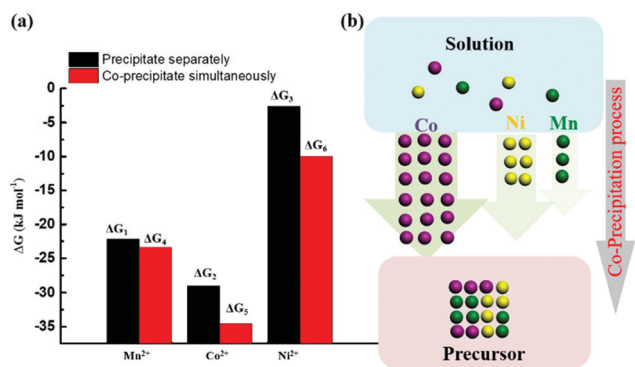 (a)
Precipitate separately
Co-precipitate simultaneously
ΔG (kJ mol⁻¹)
0
-5
-10
-15
-20
-25
-30
-35
ΔG₁
ΔG₄
ΔG₂
ΔG₅
ΔG₃
ΔG₆
Mn²⁺
Co²⁺
Ni²⁺
(b)
Solution
Co
Ni
Mn
Co-Precipitation process
Precursor